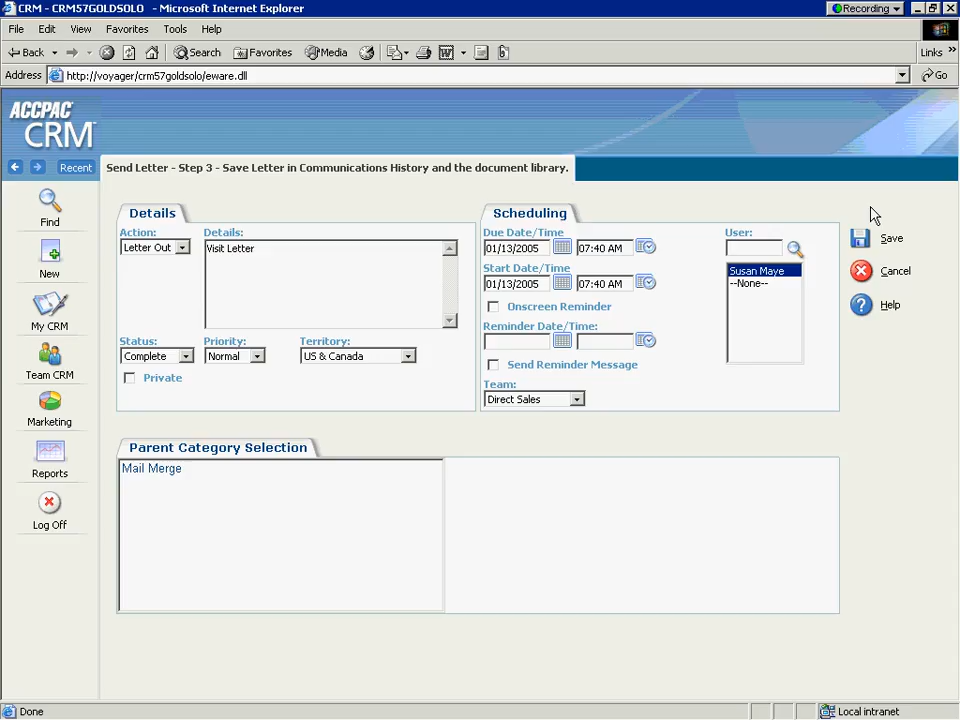 CRM - CRM57GOLDSOLO - Microsoft Internet Explorer
Recording
File Edit View Favorites Tools Help
Back Search Favorites Media Links »
Address http://voyager/crm57goldsolo/eware.dll Go
ACCPAC
CRM
Recent Send Letter - Step 3 - Save Letter in Communications History and the document library.
Find
New
My CRM
Team CRM
Marketing
Reports
Log Off
Details
Action: Details:
Letter Out Visit Letter
Status: Priority: Territory:
Complete Normal US & Canada
Private
Scheduling
Due Date/Time User:
01/13/2005 07:40 AM
Start Date/Time
01/13/2005 07:40 AM
Susan Maye
--None--
Onscreen Reminder
Reminder Date/Time:
Send Reminder Message
Team:
Direct Sales
Save
Cancel
Help
Parent Category Selection
Mail Merge
Done Local intranet